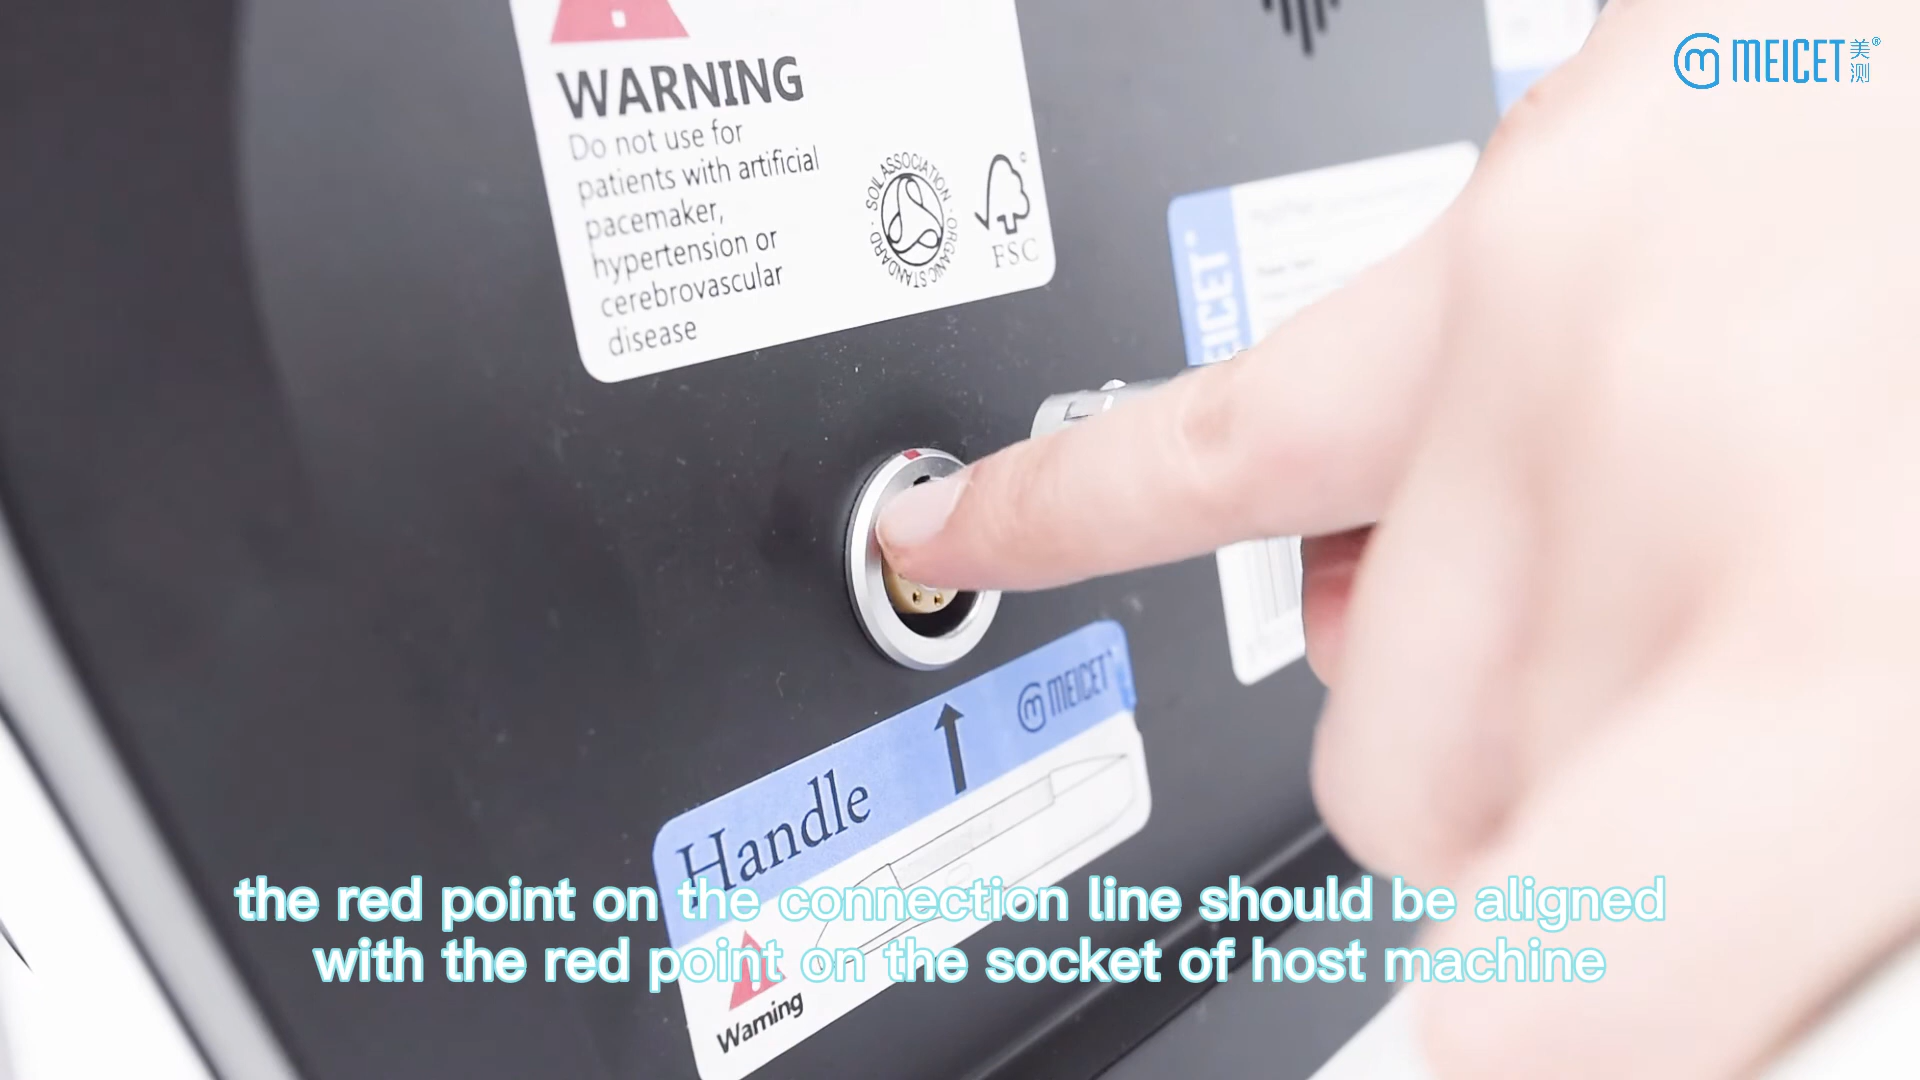 MEICET 美测®
WARNING
Do not use for
patients with artificial
pacemaker,
hypertension or
cerebrovascular
disease
SOIL ASSOCIATION · ORGANIC STANDARD ·
FSC
EICET
MEICET
Handle
the red point on the connection line should be aligned
with the red point on the socket of host machine
Warning